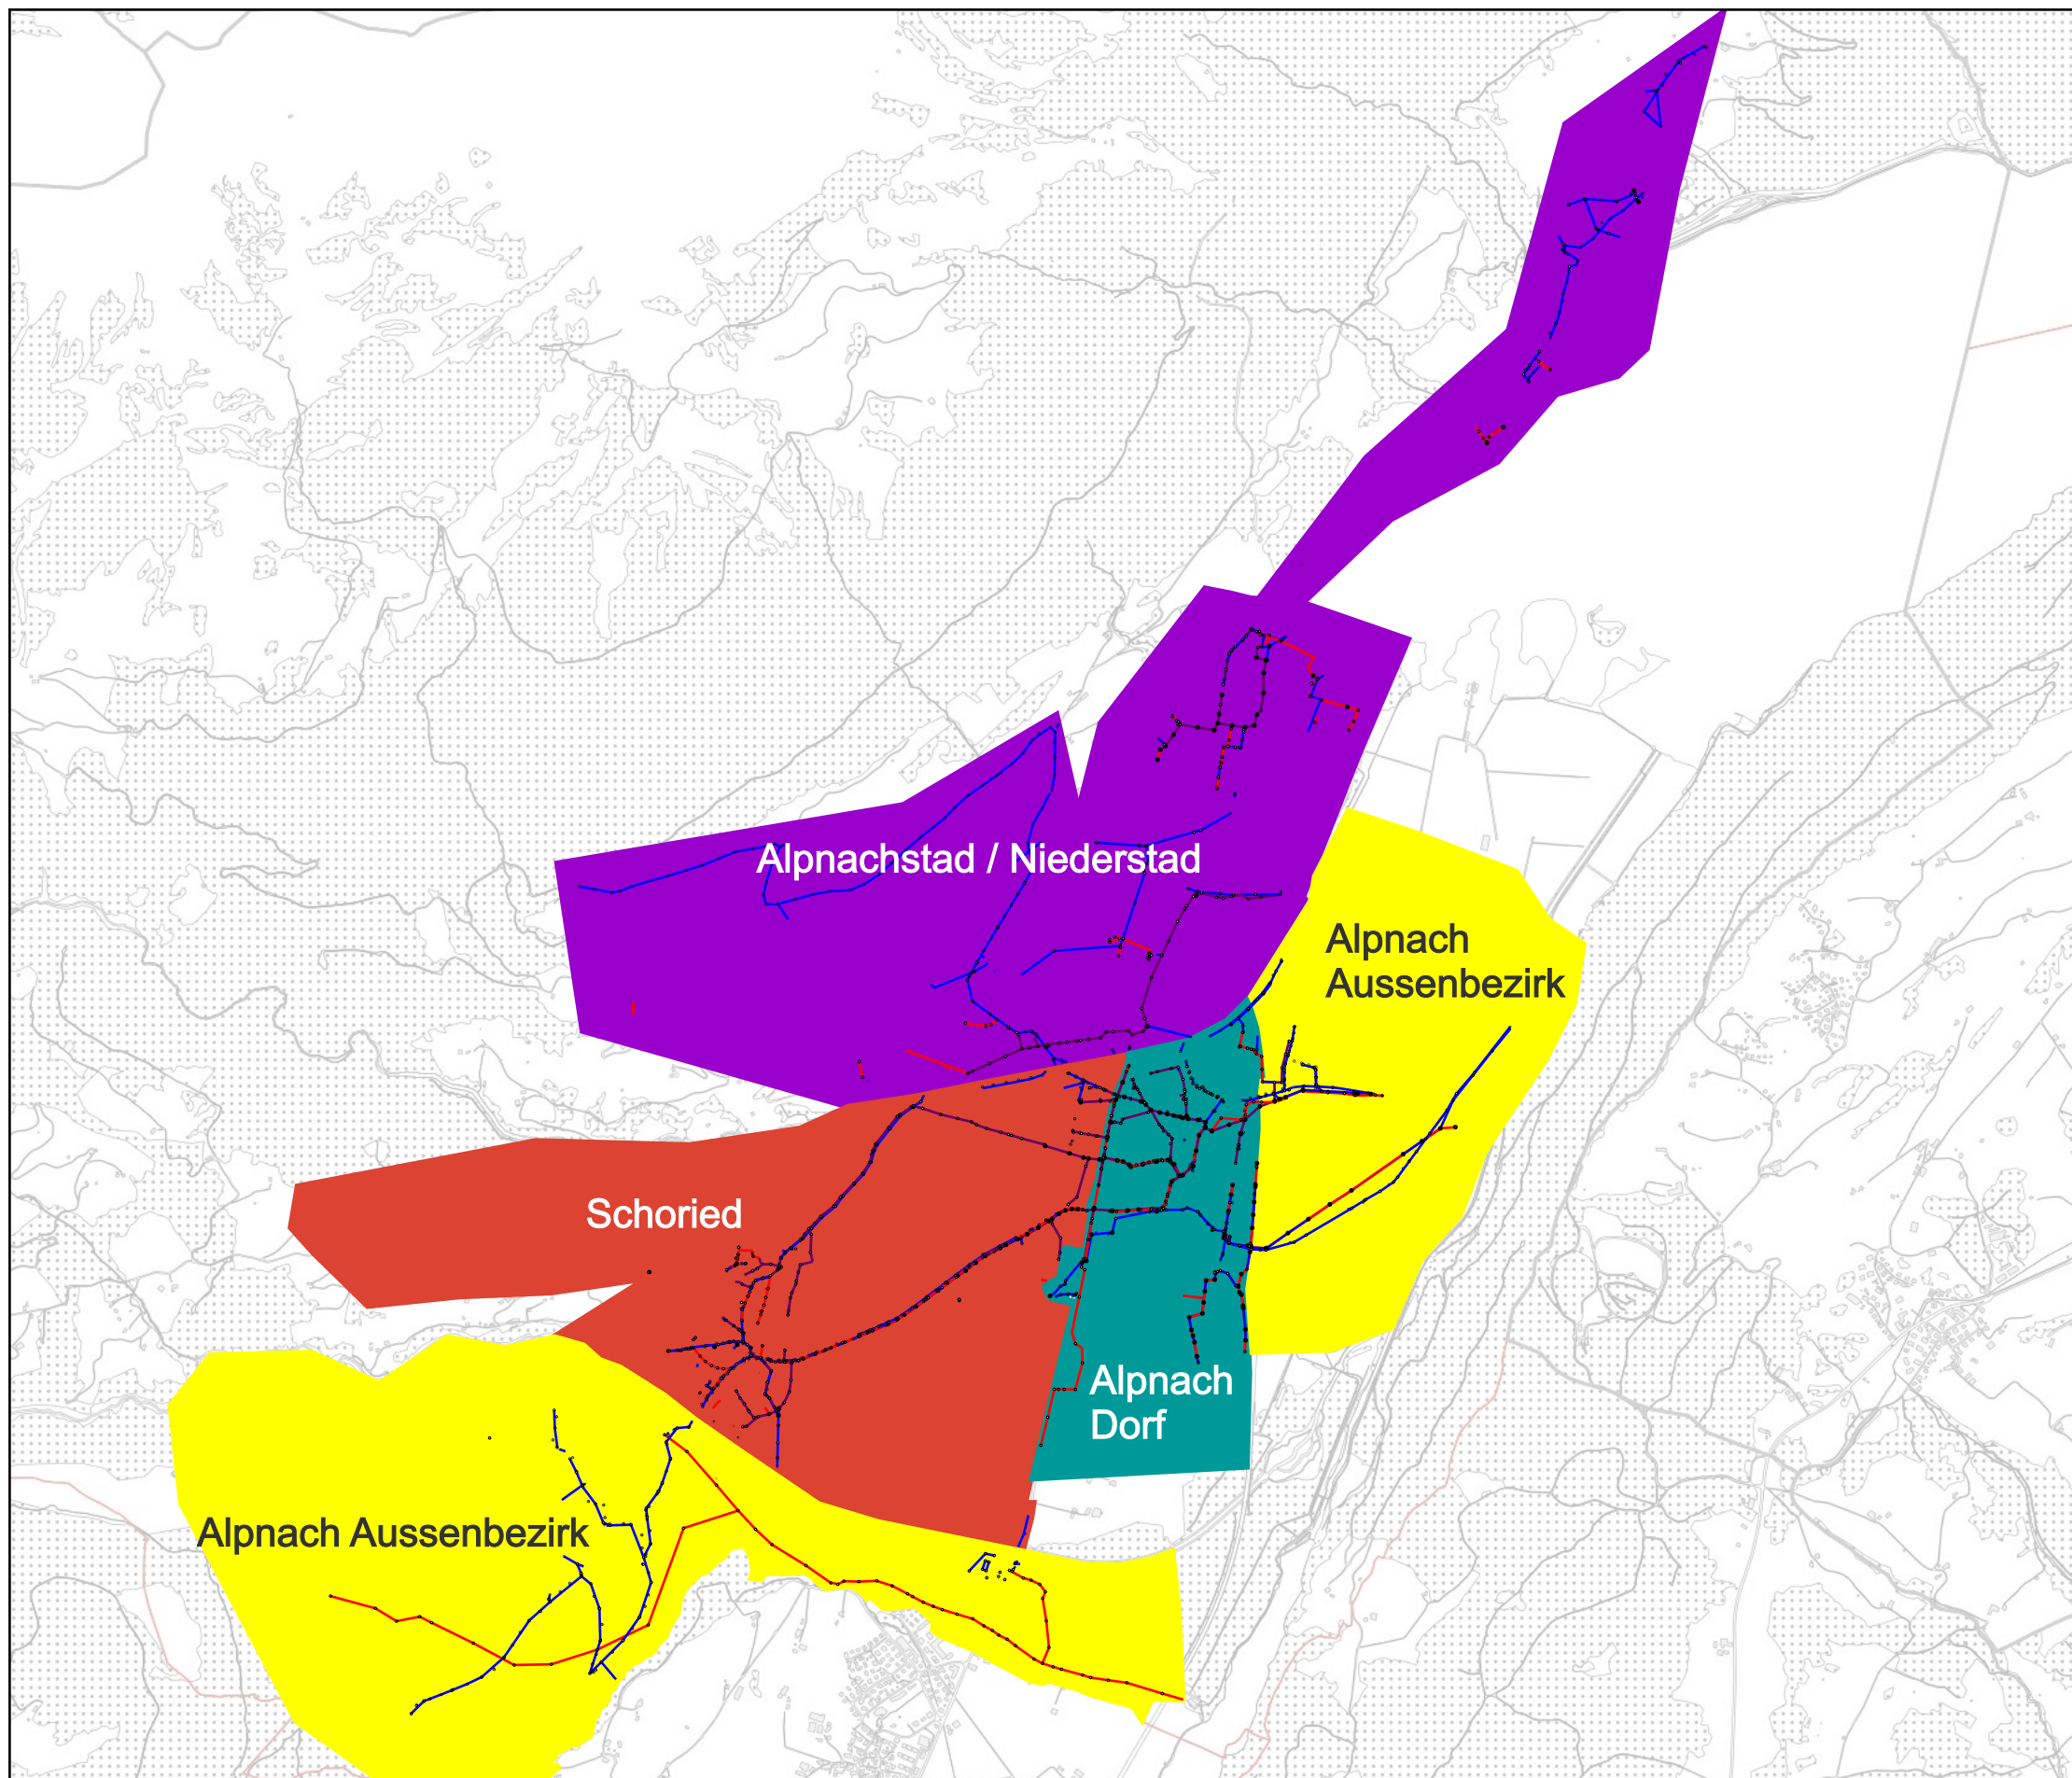 Alpnachstad / Niederstad
Alpnach
Aussenbezirk
Schoried
Alpnach
Dorf
Alpnach Aussenbezirk